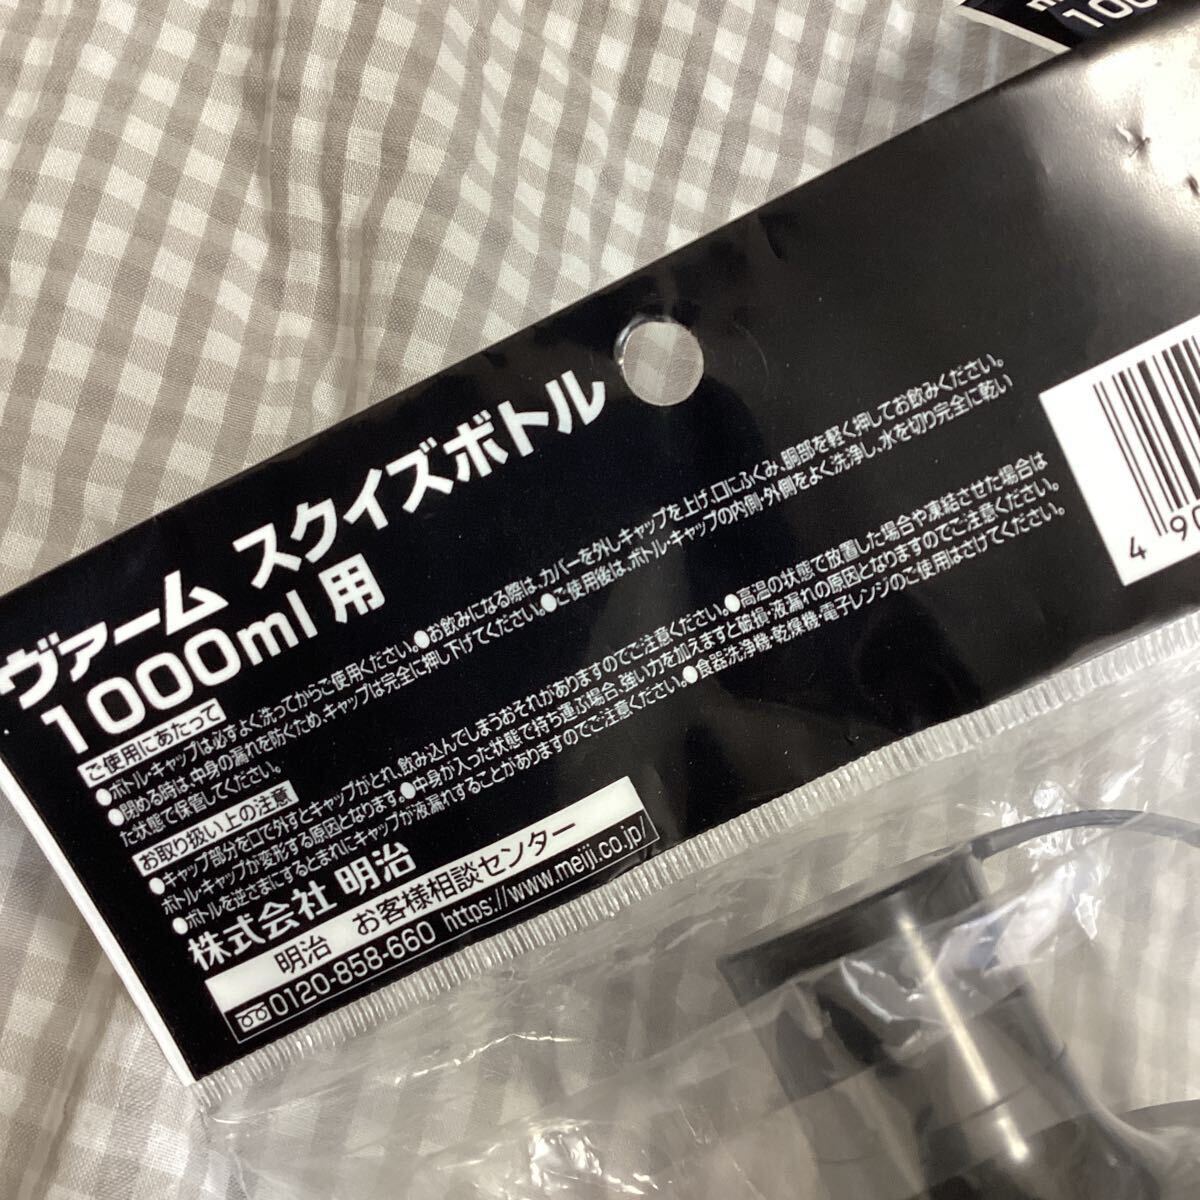 ヴァーム スクイズボトル
1000ml 用
ご使用にあたって
●ボトル・キャップは必ずよく洗ってからご使用ください。●お飲みになる際は、カバーを外しキャップを上げ、口にふくみ、胴部を軽く押してお飲みください。
●閉める時は、中身の漏れを防ぐため、キャップは完全に押し下げてください。●ご使用後は、ボトル・キャップの内側・外側をよく洗浄し、水を切り完全に乾い
た状態で保管してください。
お取り扱い上の注意
●キャップ部分を口で外すとキャップがとれ、飲み込んでしまうおそれがありますのでご注意ください。●高温の状態で放置した場合や凍結させた場合は
ボトル・キャップが変形する原因となります。●中身が入った状態で持ち運ぶ場合、強い力を加えますと破損・液漏れの原因となりますのでご注意ください。
●ボトルを逆さまにするとまれにキャップが液漏れすることがありますのでご注意ください。●食器洗浄機・乾燥機・電子レンジのご使用はさけてください。
株式会社 明治
明治 お客様相談センター
0120-858-660 https://www.meiji.co.jp/
4 90
100